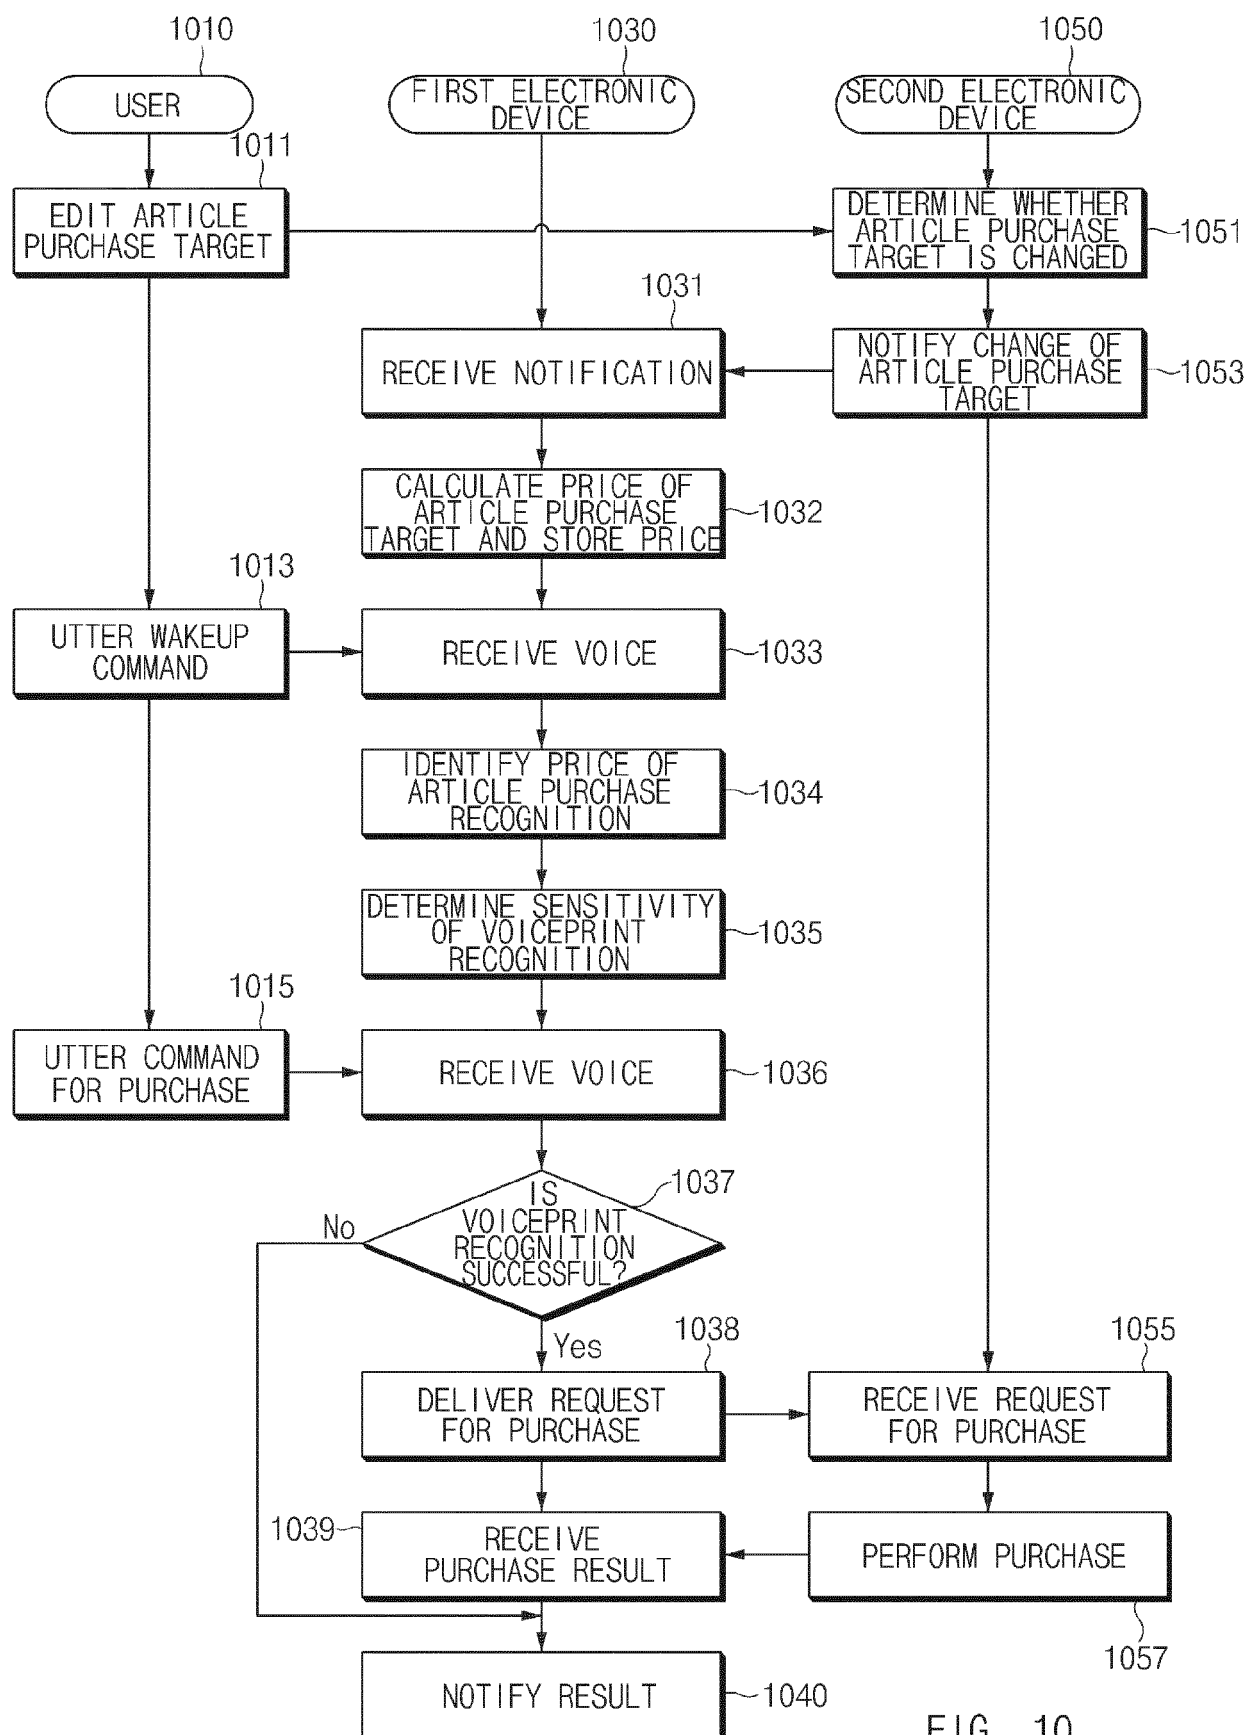 1010
1030
1050
USER
FIRST ELECTRONIC
DEVICE
SECOND ELECTRONIC
DEVICE
1011
EDIT ARTICLE
PURCHASE TARGET
DETERMINE WHETHER
ARTICLE PURCHASE
TARGET IS CHANGED
1051
1031
RECEIVE NOTIFICATION
NOTIFY CHANGE OF
ARTICLE PURCHASE
TARGET
1053
CALCULATE PRICE OF
ARTICLE PURCHASE
TARGET AND STORE PRICE
1032
1013
UTTER WAKEUP
COMMAND
RECEIVE VOICE
1033
IDENTIFY PRICE OF
ARTICLE PURCHASE
RECOGNITION
1034
DETERMINE SENSITIVITY
OF VOICEPRINT
RECOGNITION
1035
1015
UTTER COMMAND
FOR PURCHASE
RECEIVE VOICE
1036
1037
IS
VOICEPRINT
RECOGNITION
SUCCESSFUL?
No
Yes
1038
1055
DELIVER REQUEST
FOR PURCHASE
RECEIVE REQUEST
FOR PURCHASE
1039
RECEIVE
PURCHASE RESULT
PERFORM PURCHASE
1057
NOTIFY RESULT
1040
FIG. 10